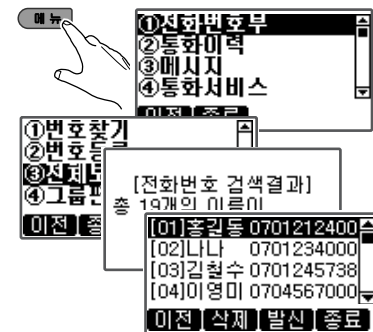 메뉴
①전화번호부
②통화이력
③메시지
④통화서비스
이전 종료
①번호찾기
②번호등록
③전체보
④그룹편
이전 종
[전화번호 검색결과]
총 19개의 이름이
[01]홍길동 0701212400
[02]나나 0701234000
[03]김철수 0701245738
[04]이영미 0704567000
이전 삭제 발신 종료